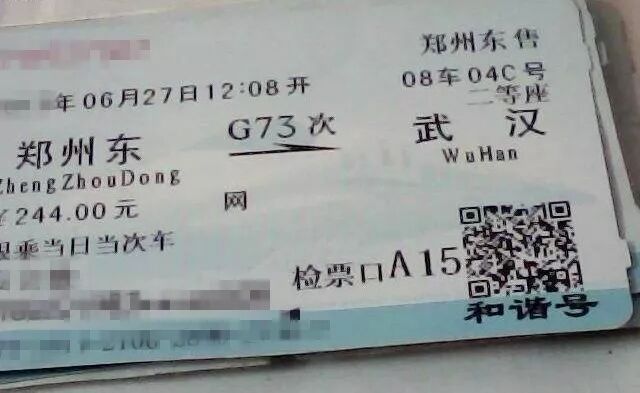 郑州东售
年06月27日12:08开
08车04C号
二等座
郑州东
G73次
武汉
ZhengZhouDong
WuHan
¥244.00元
网
限乘当日当次车
检票口A15
和谐号